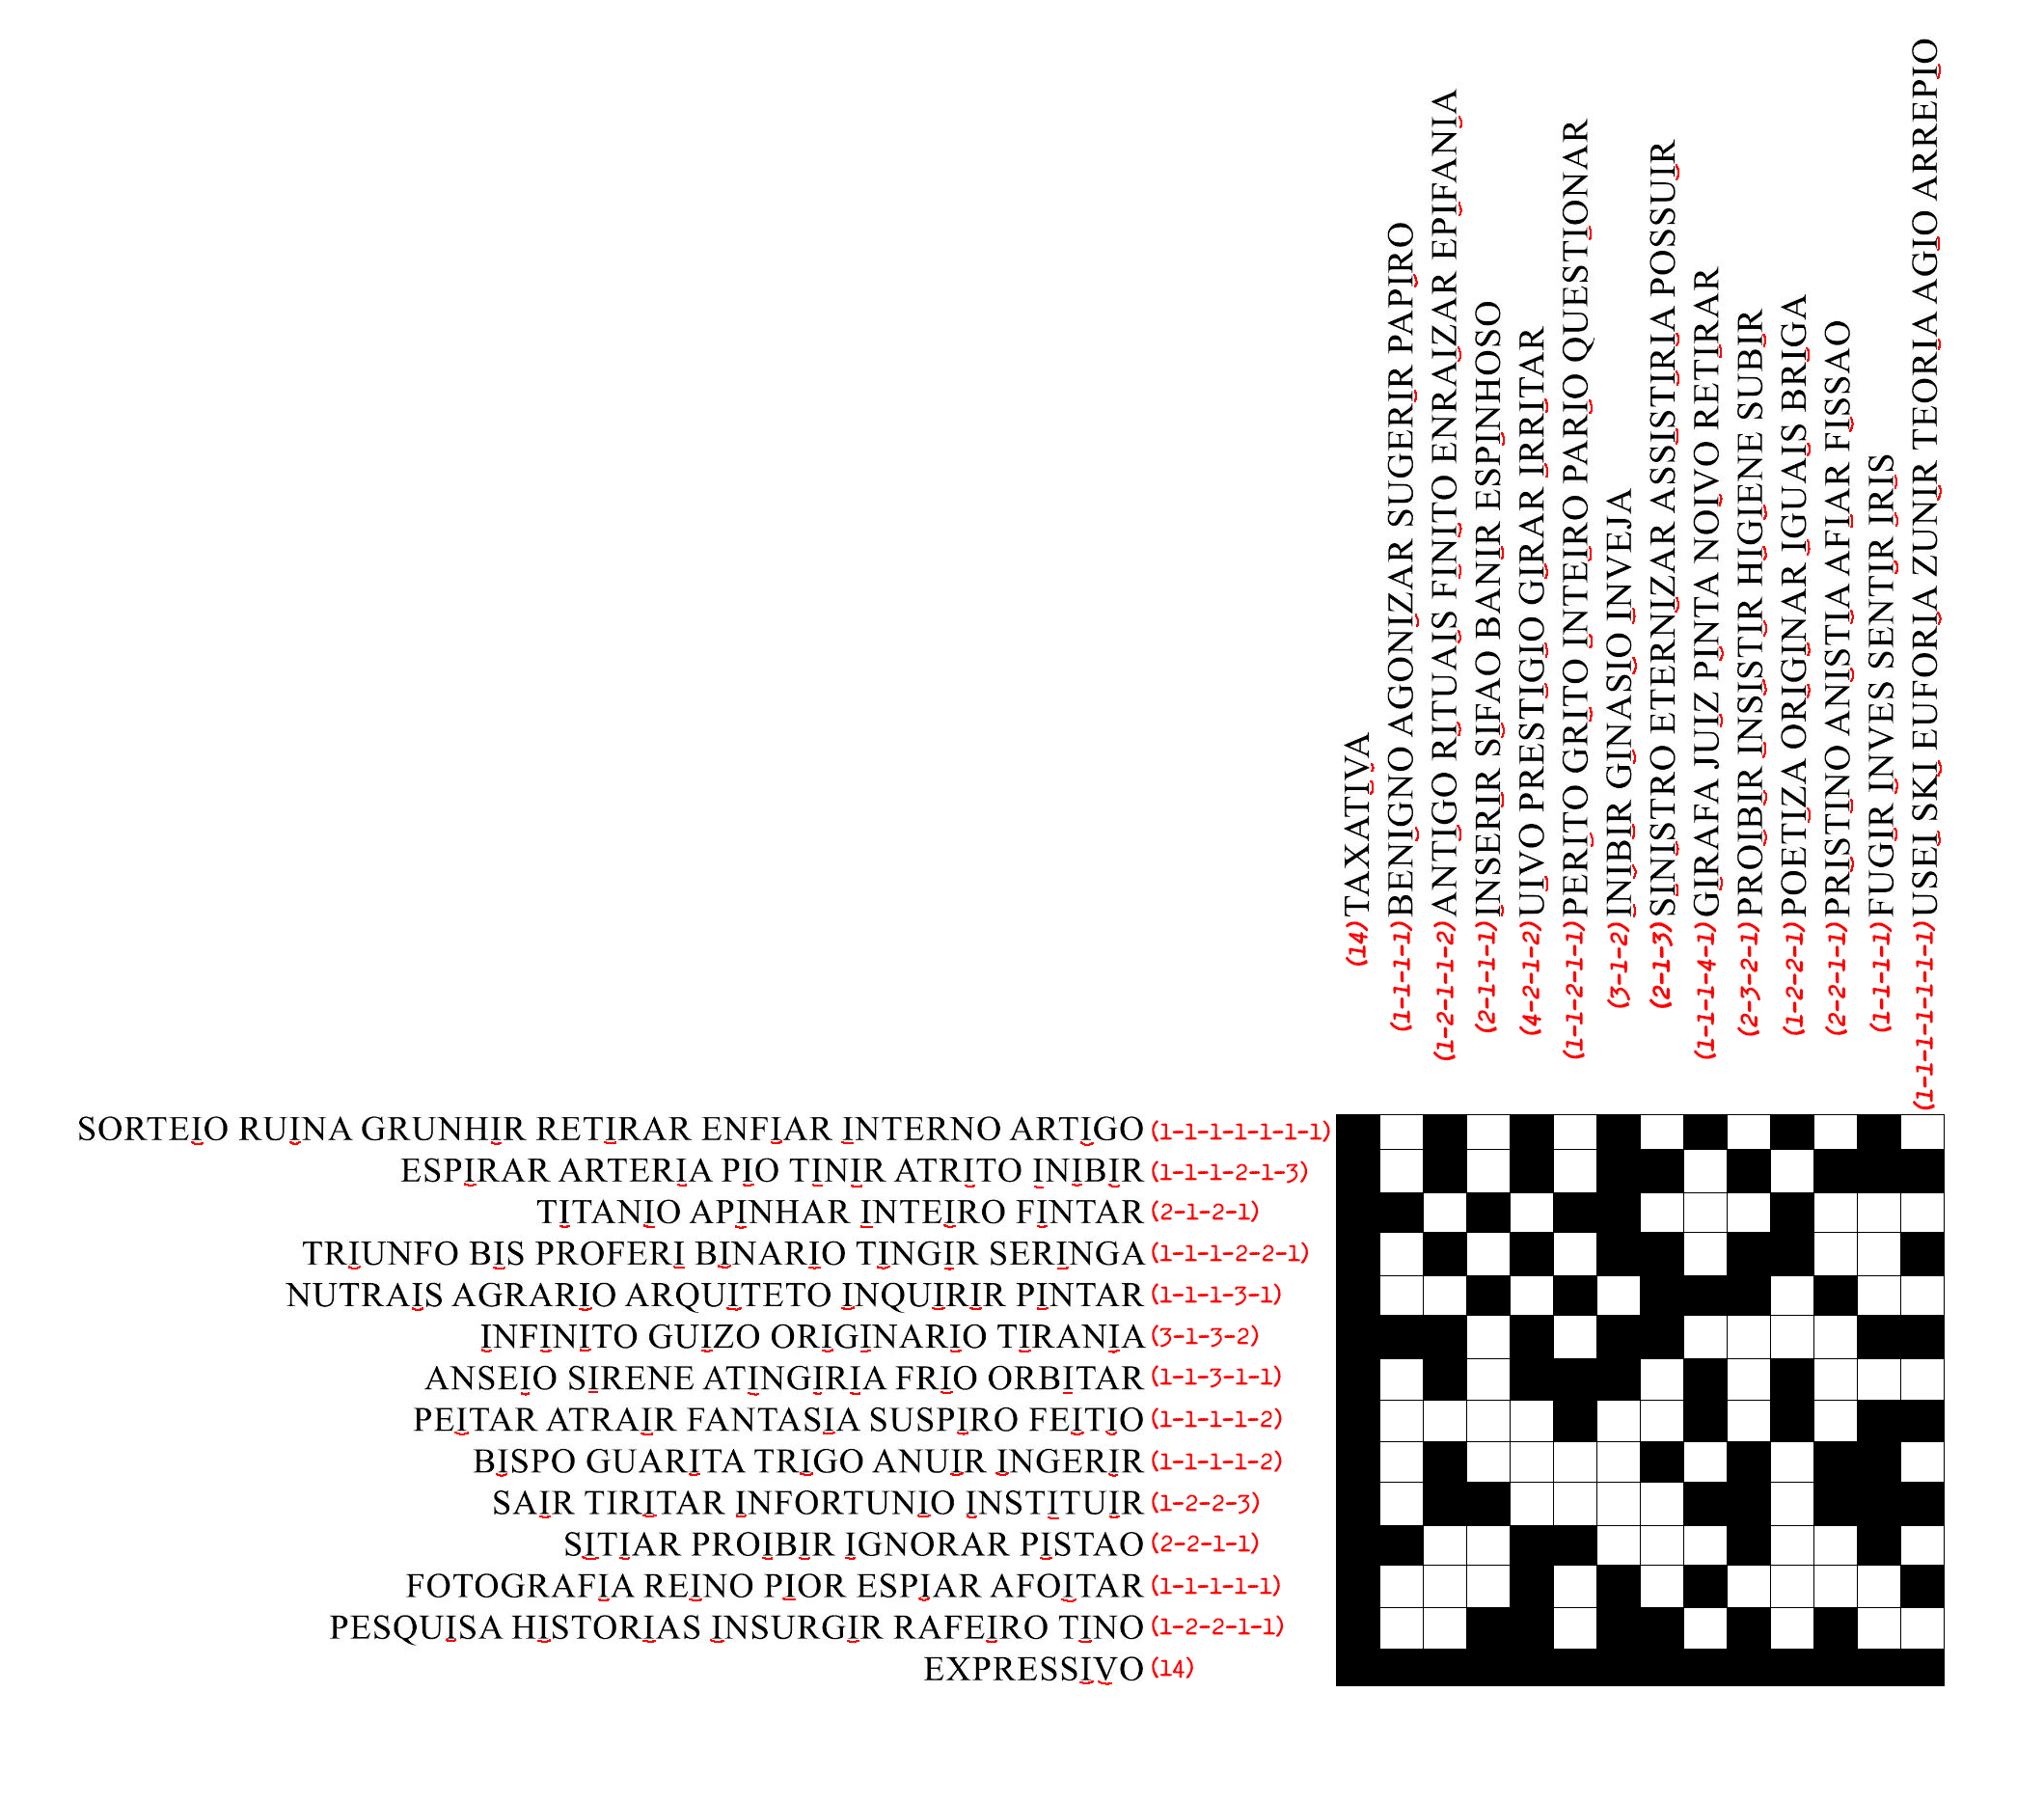 TAXATIVA (14)
BENIGNO AGONIZAR SUGERIR PAPIRO (1-1-1-1)
ANTIGO RITUAIS FINITO ENRAIZAR EPIFANIA (1-2-1-1-2)
INSERIR SIFAO BANIR ESPINHOSO (2-1-1-1)
UIVO PRESTIGIO GIRAR IRRITAR (4-2-1-2)
PERITO GRITO INTEIRO PARIO QUESTIONAR (1-1-2-1-1)
INIBIR GINASIO INVEJA (3-1-2)
SINISTRO ETERNIZAR ASSISTIRIA POSSUIR (2-1-3)
GIRAFA JUIZ PINTA NOIVO RETIRAR (1-1-1-4-1)
PROIBIR INSISTIR HIGIENE SUBIR (2-3-2-1)
POETIZA ORIGINAR IGUAIS BRIGA (1-2-2-1)
PRISTINO ANISTIA AFIAR FISSAO (2-2-1-1)
FUGIR INVES SENTIR IRIS (1-1-1-1)
USEI SKI EUFORIA ZUNIR TEORIA AGIO ARREPIO (1-1-1-1-1-1-1)
SORTEIO RUINA GRUNHIR RETIRAR ENFIAR INTERNO ARTIGO (1-1-1-1-1-1-1)
ESPIRAR ARTERIA PIO TINIR ATRITO INIBIR (1-1-1-2-1-3)
TITANIO APINHAR INTEIRO FINTAR (2-1-2-1)
TRIUNFO BIS PROFERI BINARIO TINGIR SERINGA (1-1-1-2-2-1)
NUTRAIS AGRARIO ARQUITETO INQUIRIR PINTAR (1-1-1-3-1)
INFINITO GUIZO ORIGINARIO TIRANIA (3-1-3-2)
ANSEIO SIRENE ATINGIRIA FRIO ORBITAR (1-1-3-1-1)
PEITAR ATRAIR FANTASIA SUSPIRO FEITIO (1-1-1-1-2)
BISPO GUARITA TRIGO ANUIR INGERIR (1-1-1-1-2)
SAIR TIRITAR INFORTUNIO INSTITUIR (1-2-2-3)
SITIAR PROIBIR IGNORAR PISTAO (2-2-1-1)
FOTOGRAFIA REINO PIOR ESPIAR AFOITAR (1-1-1-1-1)
PESQUISA HISTORIAS INSURGIR RAFEIRO TINO (1-2-2-1-1)
EXPRESSIVO (14)